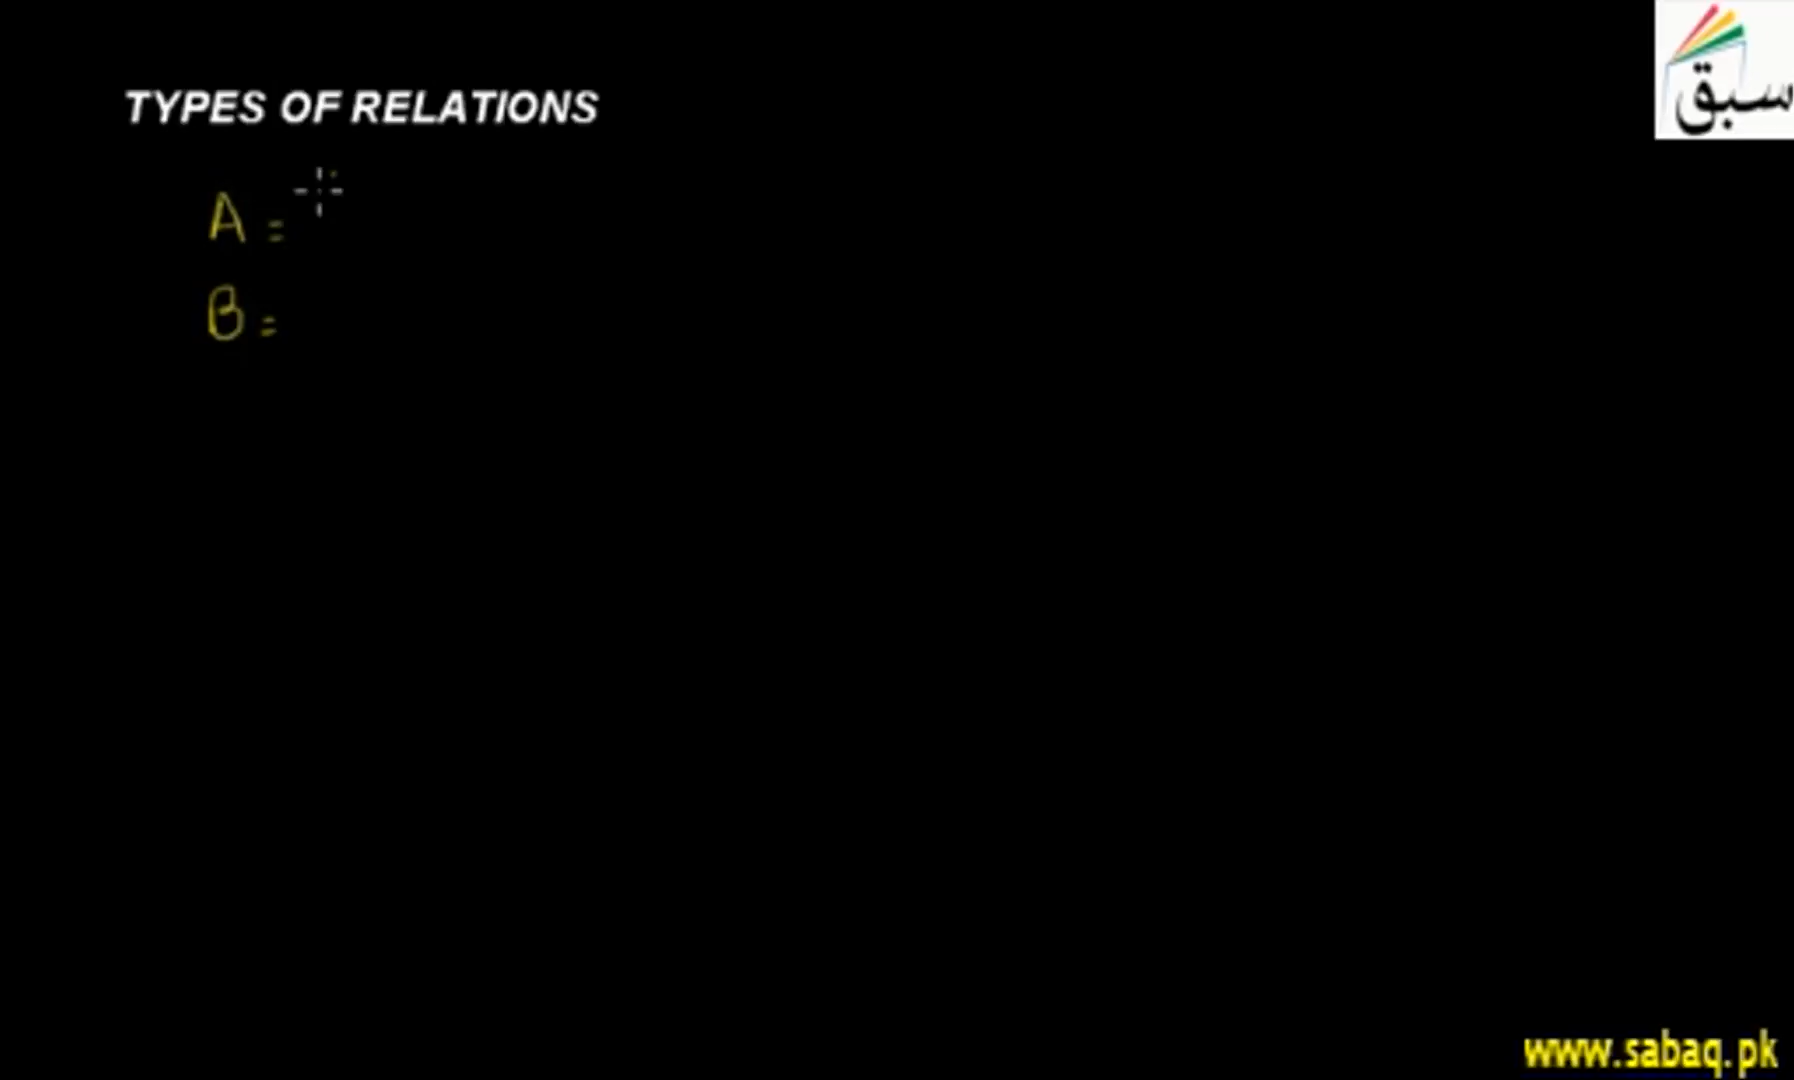 سبق
TYPES OF RELATIONS
A =
B =
www.sabaq.pk